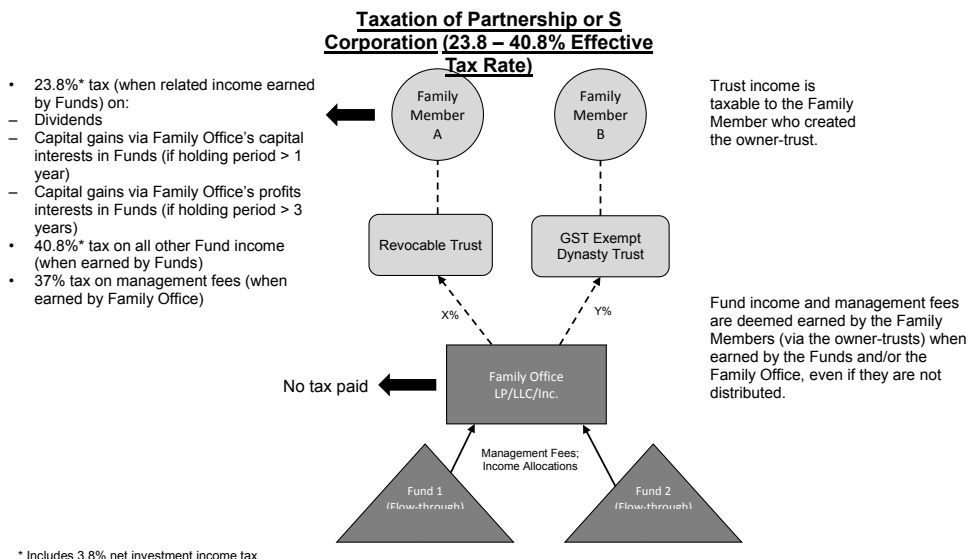 Taxation of Partnership or S
Corporation (23.8 – 40.8% Effective
Tax Rate)
• 23.8%* tax (when related income earned
by Funds) on:
– Dividends
– Capital gains via Family Office's capital
interests in Funds (if holding period > 1
year)
– Capital gains via Family Office's profits
interests in Funds (if holding period > 3
years)
• 40.8%* tax on all other Fund income
(when earned by Funds)
• 37% tax on management fees (when
earned by Family Office)
Family
Member
A
Family
Member
B
Trust income is
taxable to the Family
Member who created
the owner-trust.
Revocable Trust
GST Exempt
Dynasty Trust
X%
Y%
Fund income and management fees
are deemed earned by the Family
Members (via the owner-trusts) when
earned by the Funds and/or the
Family Office, even if they are not
distributed.
No tax paid
Family Office
LP/LLC/Inc.
Management Fees;
Income Allocations
Fund 1
(Flow-through)
Fund 2
(Flow-through)
* Includes 3.8% net investment income tax.